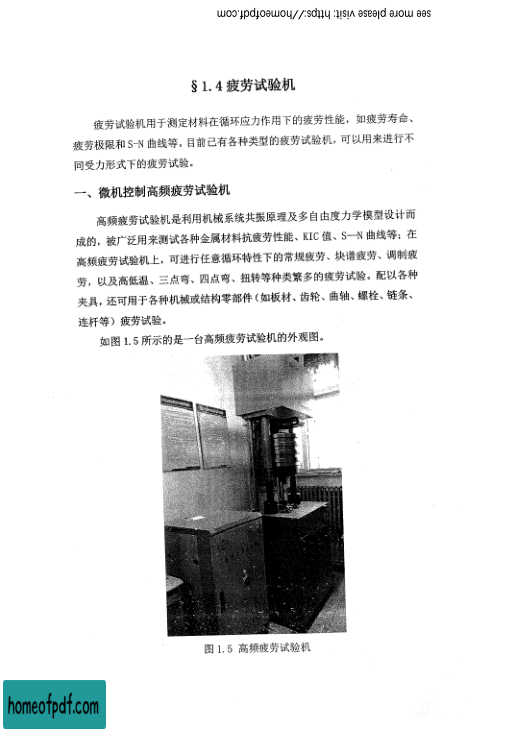 see more please visit: https://homeofpdf.com
§1.4 疲劳试验机
疲劳试验机用于测定材料在循环应力作用下的疲劳性能，如疲劳寿命、
疲劳极限和S-N曲线等。目前已有各种类型的疲劳试验机，可以用来进行不
同受力形式下的疲劳试验。
一、微机控制高频疲劳试验机
高频疲劳试验机是利用机械系统共振原理及多自由度力学模型设计而
成的，被广泛用来测试各种金属材料抗疲劳性能、KIC值、S—N曲线等；在
高频疲劳试验机上，可进行任意循环特性下的常规疲劳、块谱疲劳、调制疲
劳，以及高低温、三点弯、四点弯、扭转等种类繁多的疲劳试验。配以各种
夹具，还可用于各种机械或结构零部件（如板材、齿轮、曲轴、螺栓、链条、
连杆等）疲劳试验。
如图1.5所示的是一台高频疲劳试验机的外观图。
图1.5 高频疲劳试验机
homeofpdf.com